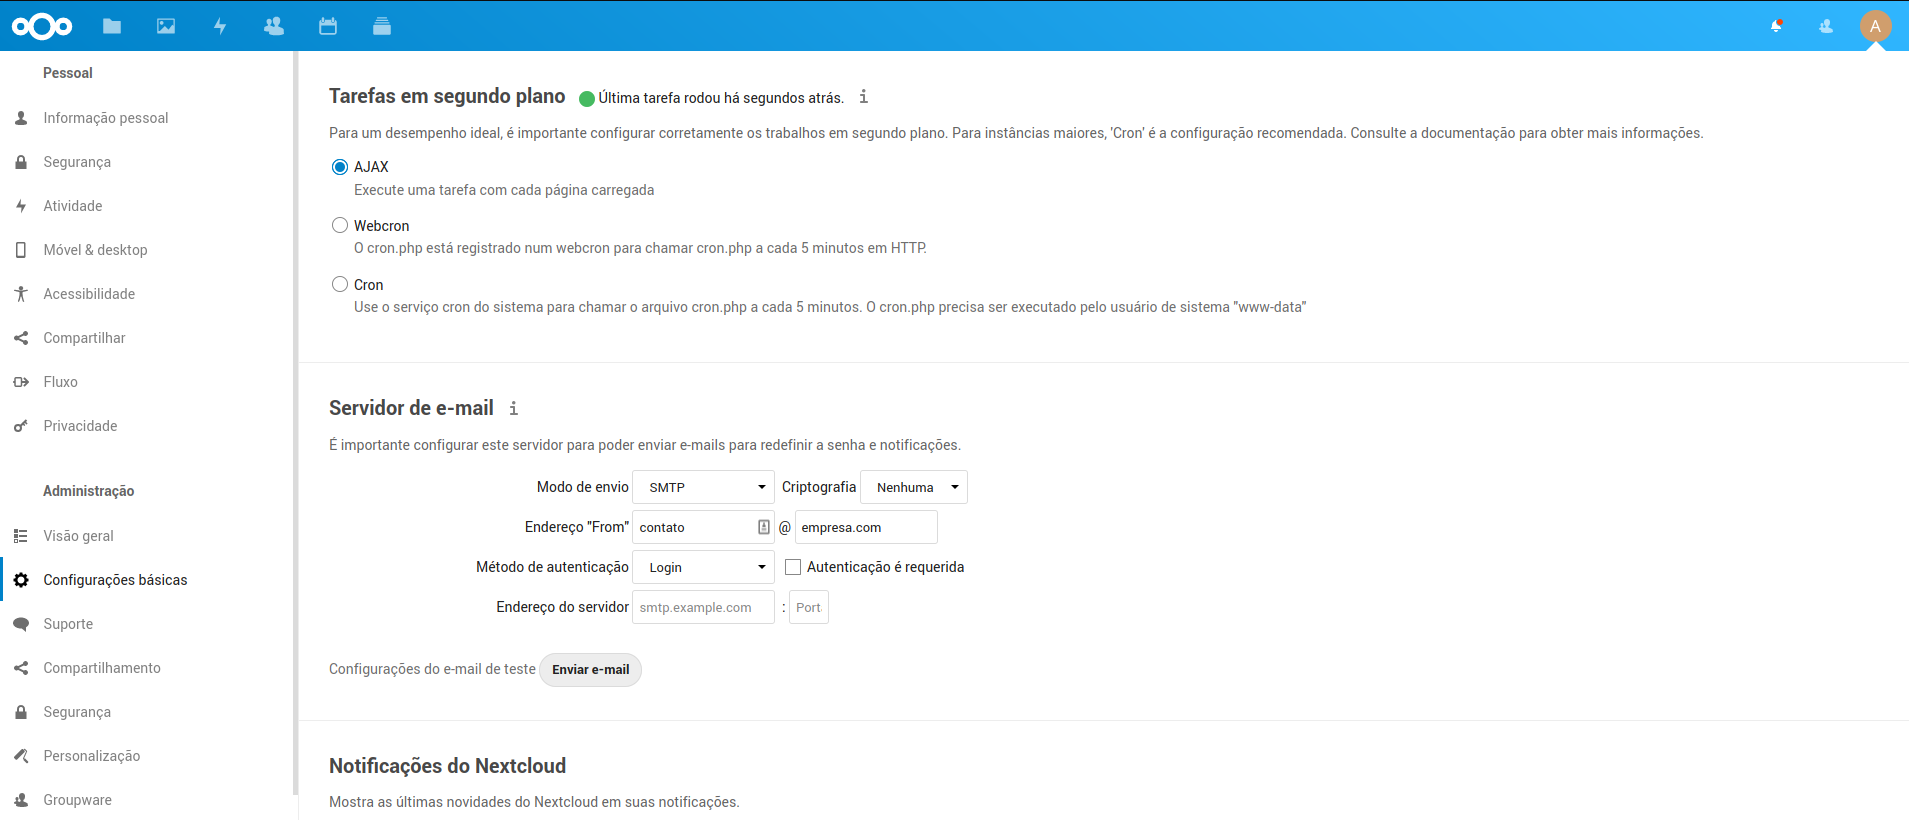 A
Pessoal
Informação pessoal
Segurança
Atividade
Móvel & desktop
Acessibilidade
Compartilhar
Fluxo
Privacidade
Administração
Visão geral
Configurações básicas
Suporte
Compartilhamento
Segurança
Personalização
Groupware
Tarefas em segundo plano Última tarefa rodou há segundos atrás.
Para um desempenho ideal, é importante configurar corretamente os trabalhos em segundo plano. Para instâncias maiores, 'Cron' é a configuração recomendada. Consulte a documentação para obter mais informações.
AJAX
Execute uma tarefa com cada página carregada
Webcron
O cron.php está registrado num webcron para chamar cron.php a cada 5 minutos em HTTP.
Cron
Use o serviço cron do sistema para chamar o arquivo cron.php a cada 5 minutos. O cron.php precisa ser executado pelo usuário de sistema "www-data"
Servidor de e-mail
É importante configurar este servidor para poder enviar e-mails para redefinir a senha e notificações.
Modo de envio SMTP Criptografia Nenhuma
Endereço "From" contato @ empresa.com
Método de autenticação Login Autenticação é requerida
Endereço do servidor smtp.example.com : Port
Configurações do e-mail de teste Enviar e-mail
Notificações do Nextcloud
Mostra as últimas novidades do Nextcloud em suas notificações.